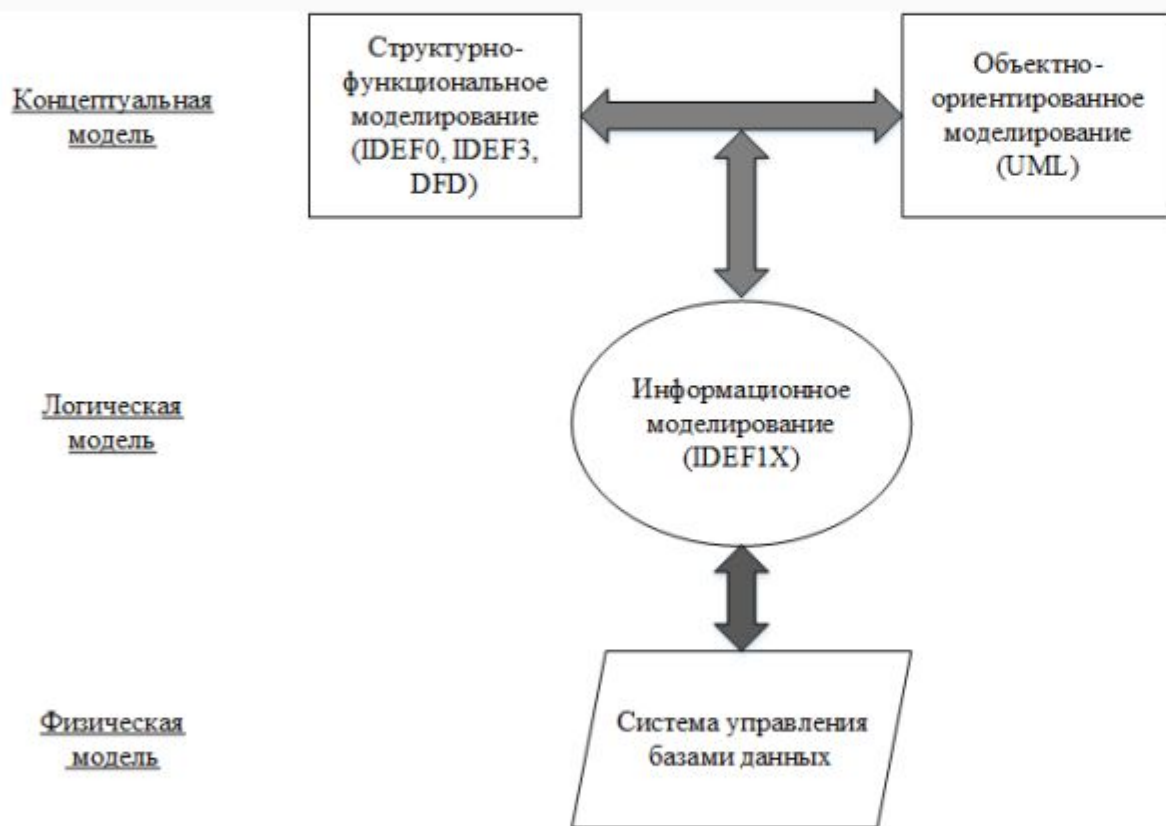 Концептуальная
модель
Структурно-
функциональное
моделирование
(IDEF0, IDEF3,
DFD)
Объектно-
ориентированное
моделирование
(UML)
Логическая
модель
Информационное
моделирование
(IDEF1X)
Физическая
модель
Система управления
базами данных